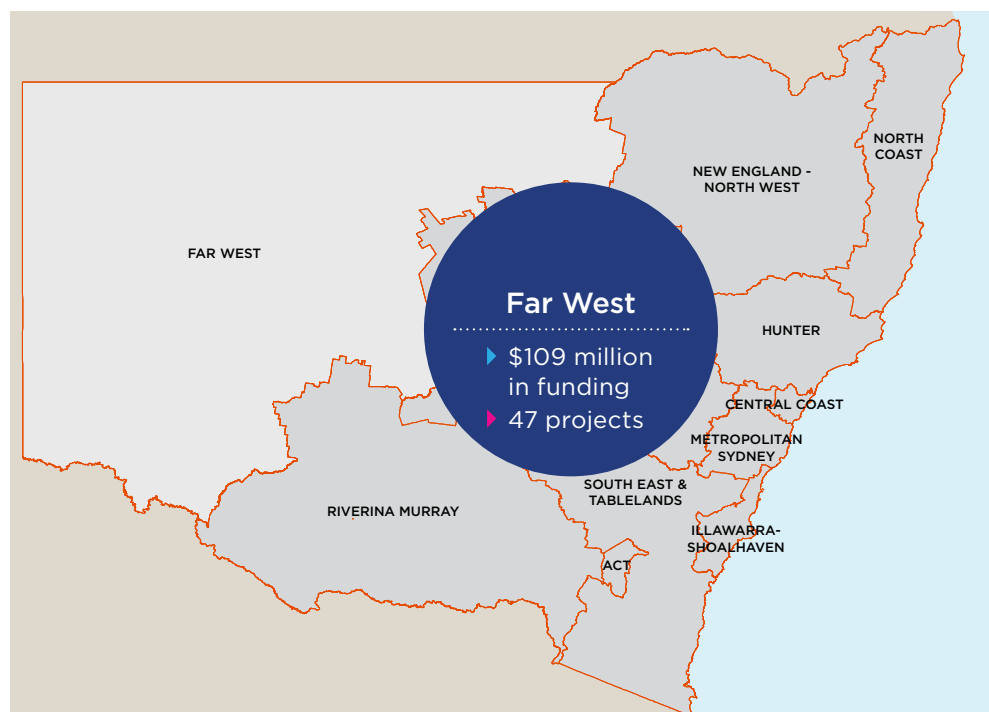 NORTH
COAST
NEW ENGLAND -
NORTH WEST
FAR WEST
Far West
$109 million
in funding
47 projects
HUNTER
CENTRAL COAST
METROPOLITAN
SYDNEY
SOUTH EAST &
TABLELANDS
RIVERINA MURRAY
ILLAWARRA-
SHOALHAVEN
ACT